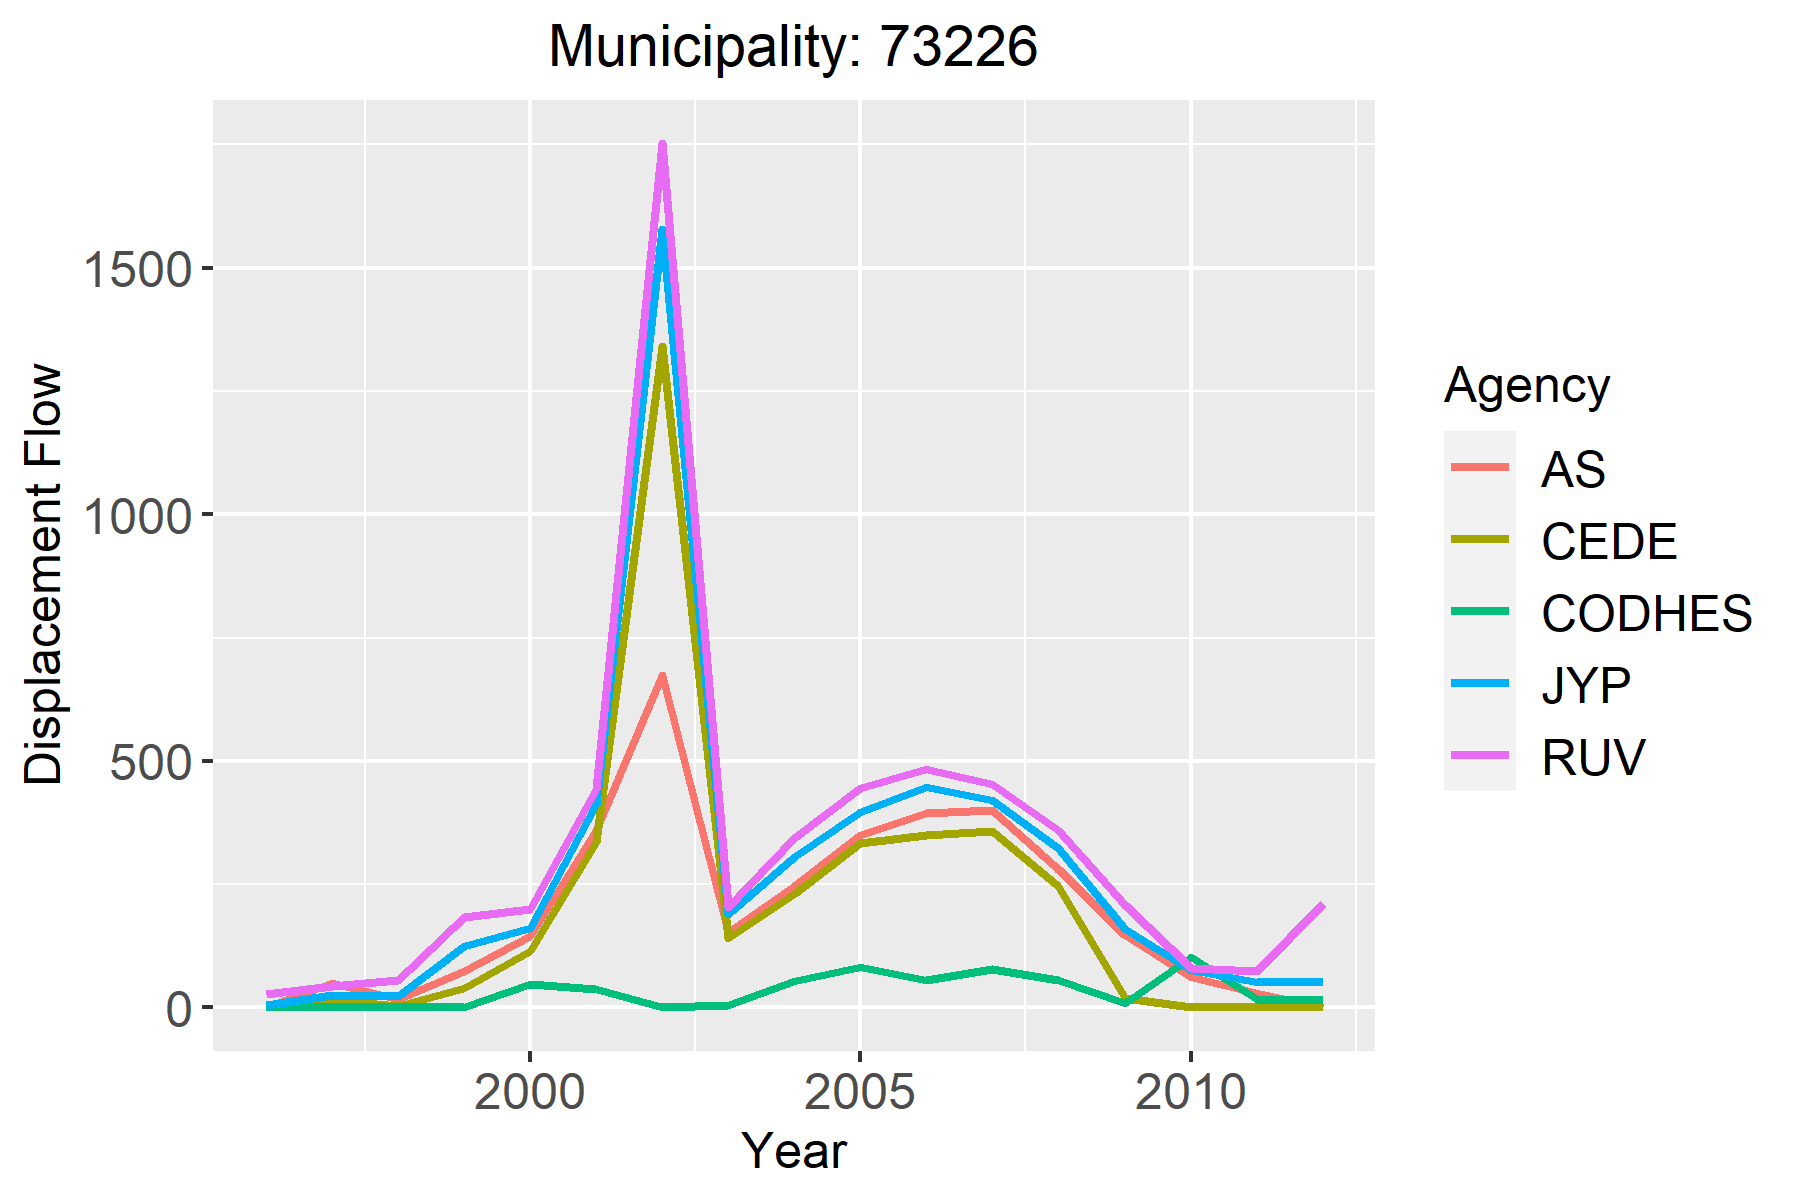 Municipality: 73226
Displacement Flow
1500
1000
500
0
2000
2005
2010
Year
Agency
AS
CEDE
CODHES
JYP
RUV